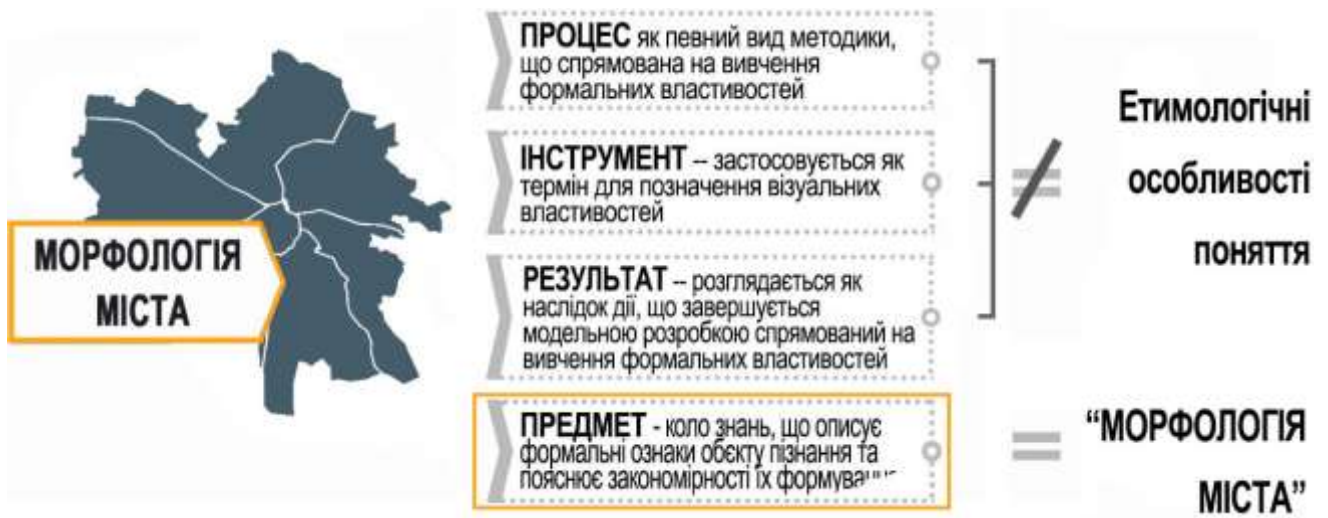 МОРФОЛОГІЯ
МІСТА
ПРОЦЕС як певний вид методики,
що спрямована на вивчення
формальних властивостей
ІНСТРУМЕНТ – застосовується як
термін для позначення візуальних
властивостей
РЕЗУЛЬТАТ – розглядається як
наслідок дії, що завершується
модельною розробкою спрямований на
вивчення формальних властивостей
ПРЕДМЕТ - коло знань, що описує
формальні ознаки обєкту пізнання та
пояснює закономірності їх
≠
Етимологічні
особливості
поняття
=
“МОРФОЛОГІЯ
МІСТА”